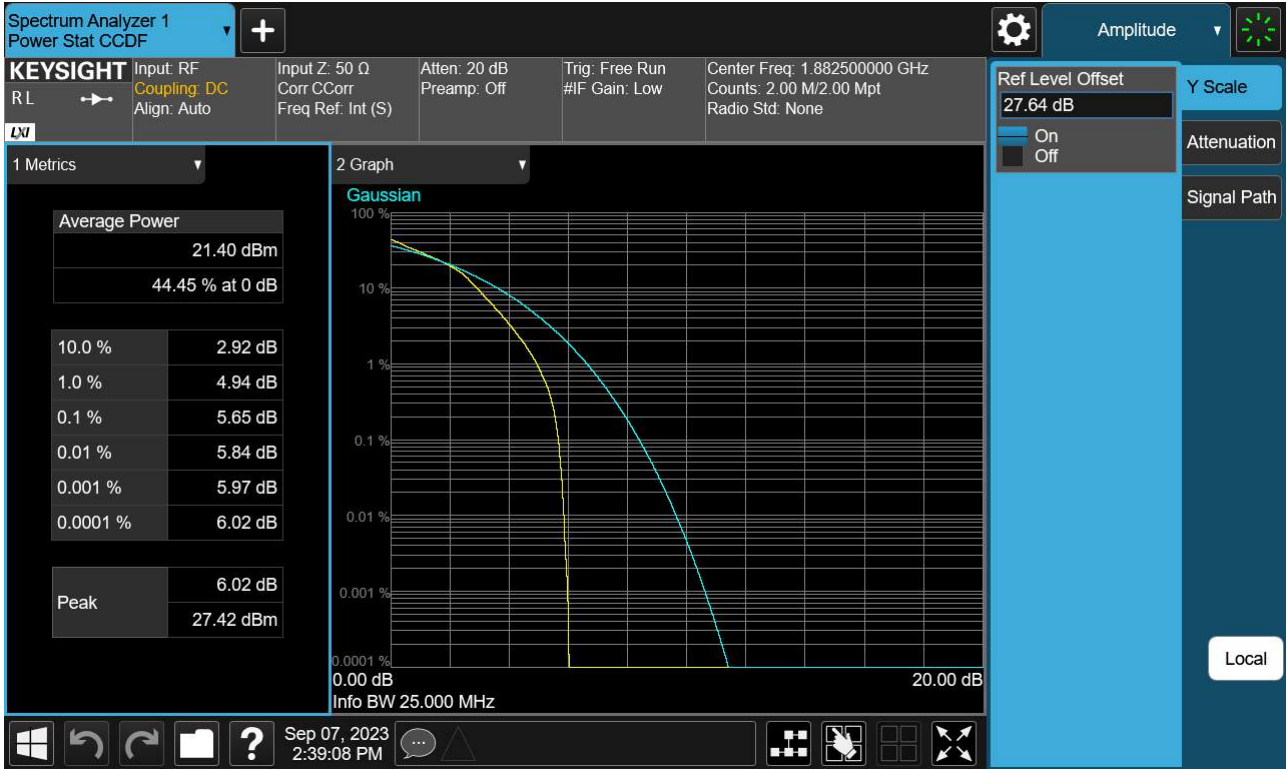 Spectrum Analyzer 1
Power Stat CCDF
▼
+
Amplitude
▼
KEYSIGHT
RL
LXI
Input: RF
Coupling: DC
Align: Auto
Input Z: 50 Ω
Corr CCorr
Freq Ref: Int (S)
Atten: 20 dB
Preamp: Off
Trig: Free Run
#IF Gain: Low
Center Freq: 1.882500000 GHz
Counts: 2.00 M/2.00 Mpt
Radio Std: None
Ref Level Offset
27.64 dB
On
Off
Y Scale
Attenuation
Signal Path
Local
1 Metrics ▼
Average Power
21.40 dBm
44.45 % at 0 dB
10.0 % 2.92 dB
1.0 % 4.94 dB
0.1 % 5.65 dB
0.01 % 5.84 dB
0.001 % 5.97 dB
0.0001 % 6.02 dB
Peak
6.02 dB
27.42 dBm
2 Graph ▼
Gaussian
100 %
10 %
1 %
0.1 %
0.01 %
0.001 %
0.0001 %
0.00 dB 20.00 dB
Info BW 25.000 MHz
?
Sep 07, 2023
2:39:08 PM
...